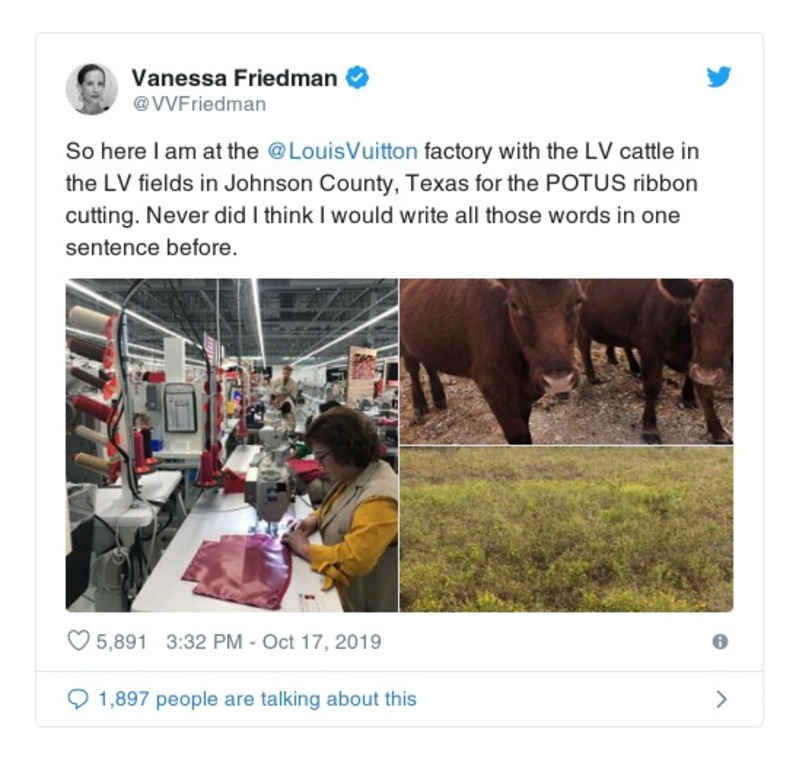 Vanessa Friedman
@VVFriedman
So here I am at the @LouisVuitton factory with the LV cattle in
the LV fields in Johnson County, Texas for the POTUS ribbon
cutting. Never did I think I would write all those words in one
sentence before.
5,891 3:32 PM - Oct 17, 2019
1,897 people are talking about this